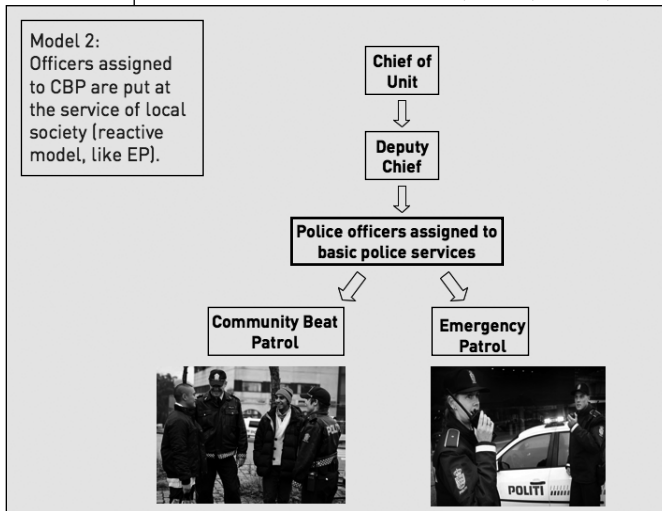 Model 2:
Officers assigned
to CBP are put at
the service of local
society (reactive
model, like EP).
Chief of
Unit
Deputy
Chief
Police officers assigned to
basic police services
Community Beat
Patrol
Emergency
Patrol
POLITI